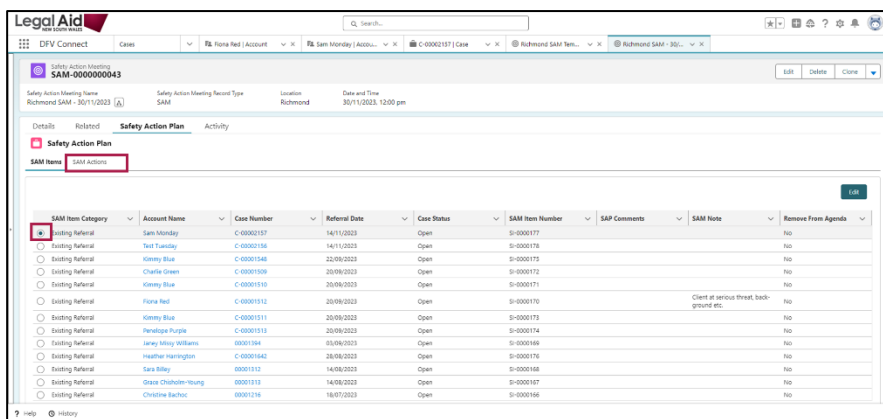 Legal Aid
NEW SOUTH WALES
Search...
DFV Connect Cases Fiona Red | Account Sam Monday | Accou... C-00002157 | Case Richmond SAM Tem... Richmond SAM - 30/...
Safety Action Meeting
SAM-0000000043
Edit Delete Clone
Safety Action Meeting Name Safety Action Meeting Record Type Location Date and Time
Richmond SAM - 30/11/2023 SAM Richmond 30/11/2023, 12:00 pm
Details Related Safety Action Plan Activity
Safety Action Plan
SAM Items SAM Actions
Edit
SAM Item Category Account Name Case Number Referral Date Case Status SAM Item Number SAP Comments SAM Note Remove From Agenda
Existing Referral Sam Monday C-00002157 14/11/2023 Open SI-0000177 No
Existing Referral Test Tuesday C-00002156 14/11/2023 Open SI-0000178 No
Existing Referral Kimmy Blue C-00001548 22/09/2023 Open SI-0000175 No
Existing Referral Charlie Green C-00001509 20/09/2023 Open SI-0000172 No
Existing Referral Kimmy Blue C-00001510 20/09/2023 Open SI-0000171 No
Existing Referral Fiona Red C-00001512 20/09/2023 Open SI-0000170 Client at serious threat, back-
ground etc. No
Existing Referral Kimmy Blue C-00001511 20/09/2023 Open SI-0000173 No
Existing Referral Penelope Purple C-00001513 20/09/2023 Open SI-0000174 No
Existing Referral Janey Missy Williams 00001394 03/09/2023 Open SI-0000169 No
Existing Referral Heather Harrington C-00001642 28/08/2023 Open SI-0000176 No
Existing Referral Sara Billey 00001312 14/08/2023 Open SI-0000168 No
Existing Referral Grace Chisholm-Young 00001313 14/08/2023 Open SI-0000167 No
Existing Referral Christine Bachoc 00001216 18/07/2023 Open SI-0000166 No
? Help History